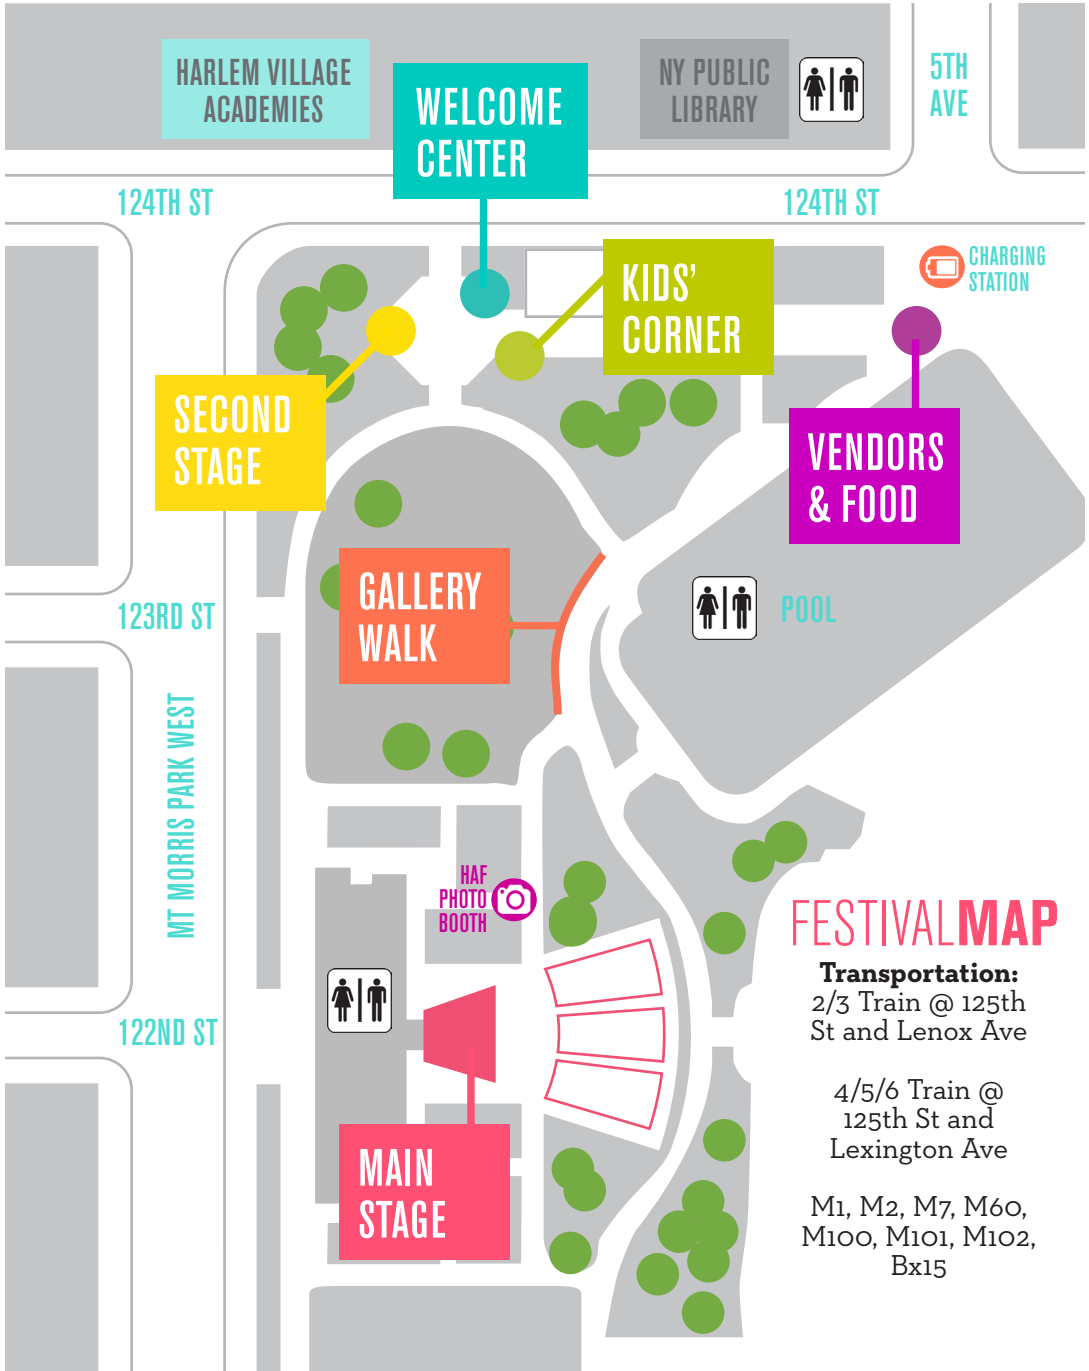 HARLEM VILLAGE
ACADEMIES
WELCOME
CENTER
NY PUBLIC
LIBRARY
5TH
AVE
124TH ST
124TH ST
CHARGING
STATION
KIDS’
CORNER
SECOND
STAGE
VENDORS
& FOOD
GALLERY
WALK
123RD ST
POOL
MT MORRIS PARK WEST
HAF
PHOTO
BOOTH
122ND ST
MAIN
STAGE
FESTIVALMAP
Transportation:
2/3 Train @ 125th
St and Lenox Ave
4/5/6 Train @
125th St and
Lexington Ave
M1, M2, M7, M60,
M100, M101, M102,
Bx15